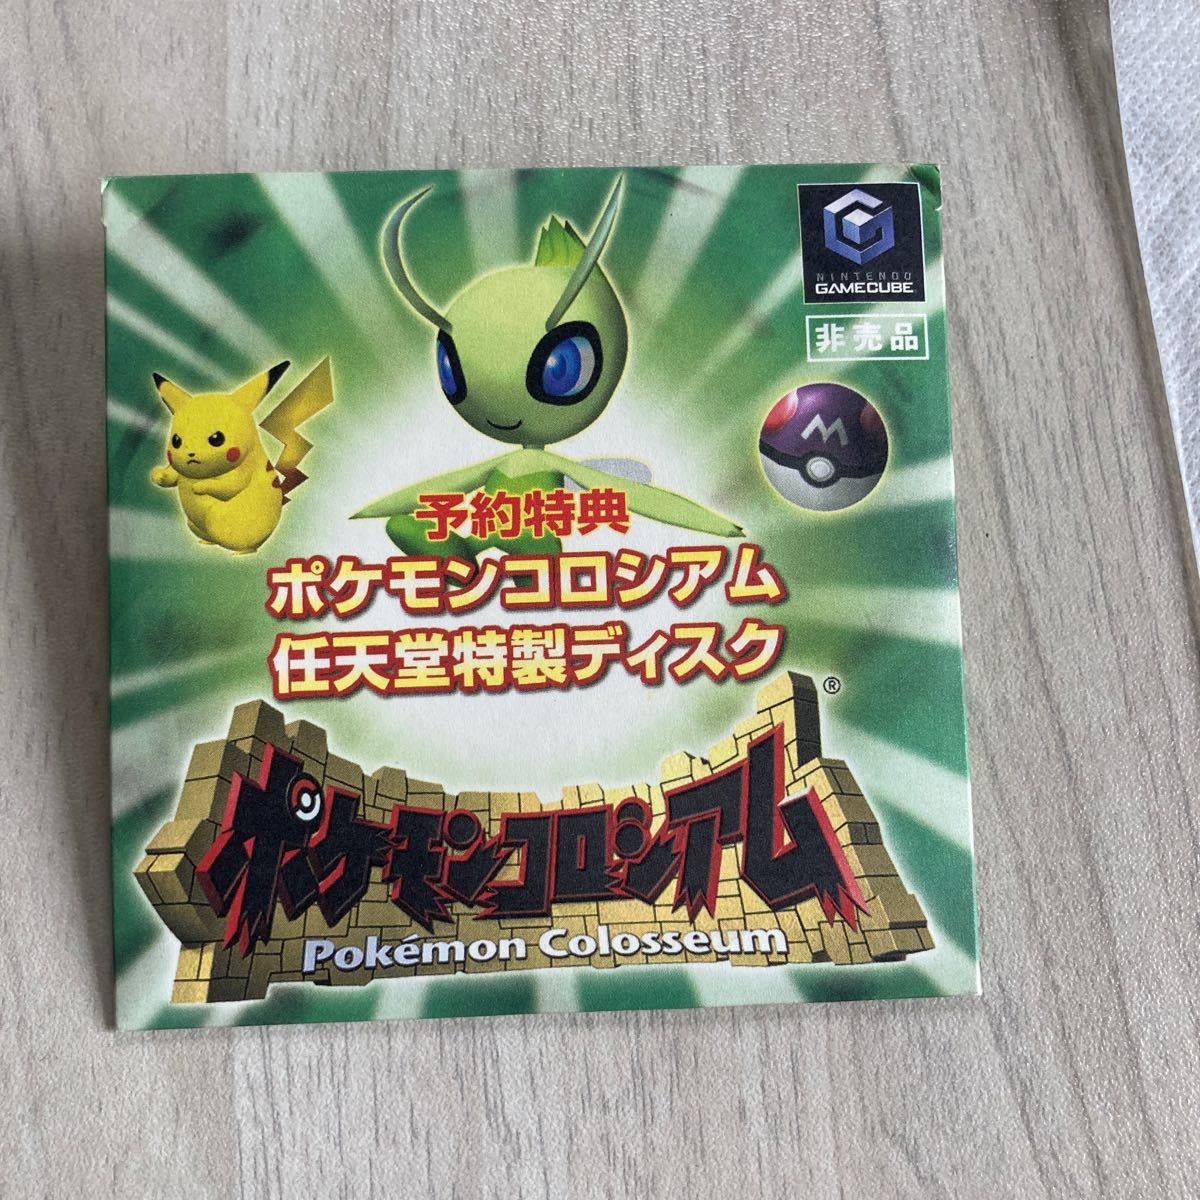 NINTENDO
GAMECUBE
非売品
M
予約特典
ポケモンコロシアム
任天堂特製ディスク
®
ポケモンコロシアム
Pokémon Colosseum